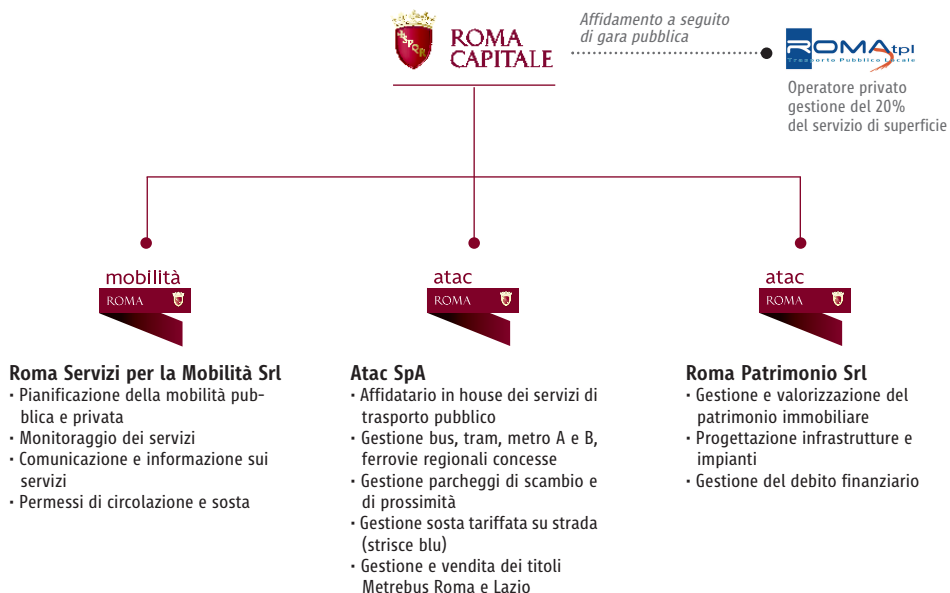 ROMA
CAPITALE
Affidamento a seguito
di gara pubblica
ROMA tpl
Trasporto Pubblico Locale
Operatore privato
gestione del 20%
del servizio di superficie
mobilità
ROMA
Roma Servizi per la Mobilità Srl
· Pianificazione della mobilità pub-
blica e privata
· Monitoraggio dei servizi
· Comunicazione e informazione sui
servizi
· Permessi di circolazione e sosta
atac
ROMA
Atac SpA
· Affidatario in house dei servizi di
trasporto pubblico
· Gestione bus, tram, metro A e B,
ferrovie regionali concesse
· Gestione parcheggi di scambio e
di prossimità
· Gestione sosta tariffata su strada
(strisce blu)
· Gestione e vendita dei titoli
Metrebus Roma e Lazio
atac
ROMA
Roma Patrimonio Srl
· Gestione e valorizzazione del
patrimonio immobiliare
· Progettazione infrastrutture e
impianti
· Gestione del debito finanziario